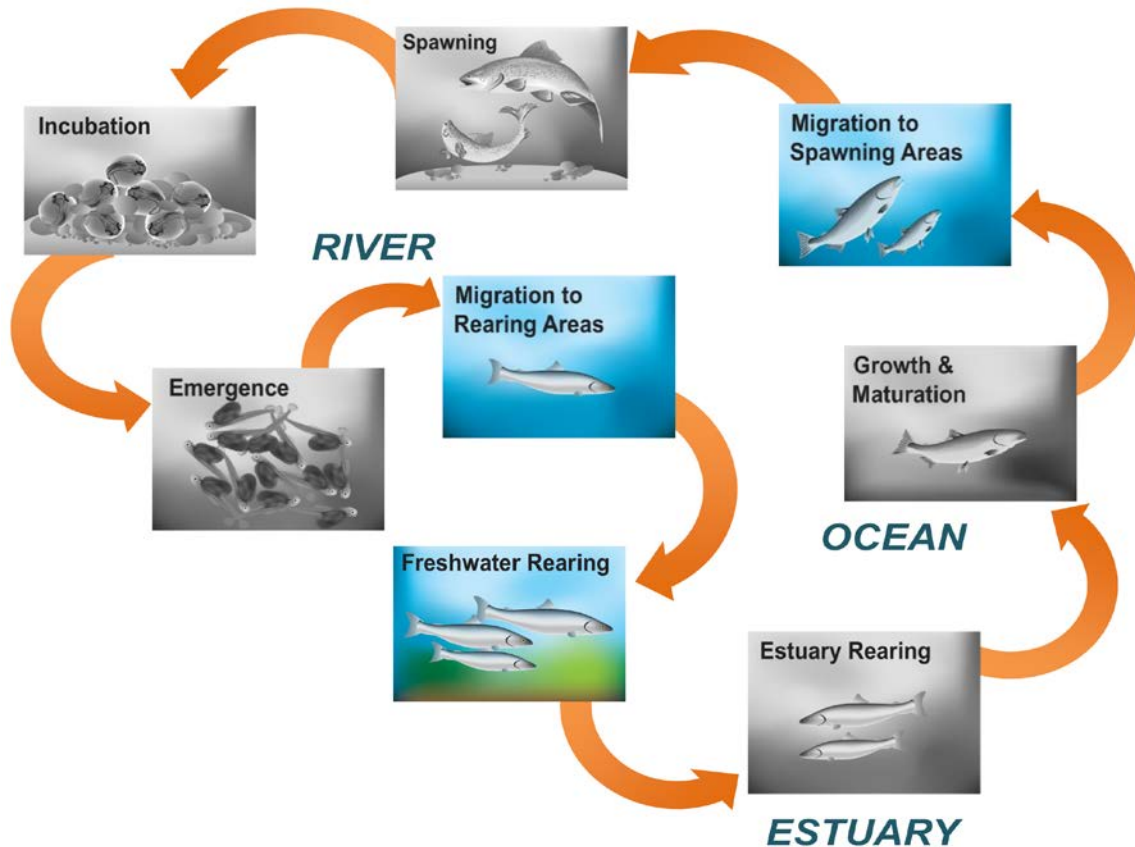 Spawning
Incubation
Migration to
Spawning Areas
RIVER
Migration to
Rearing Areas
Emergence
Growth &
Maturation
OCEAN
Freshwater Rearing
Estuary Rearing
ESTUARY